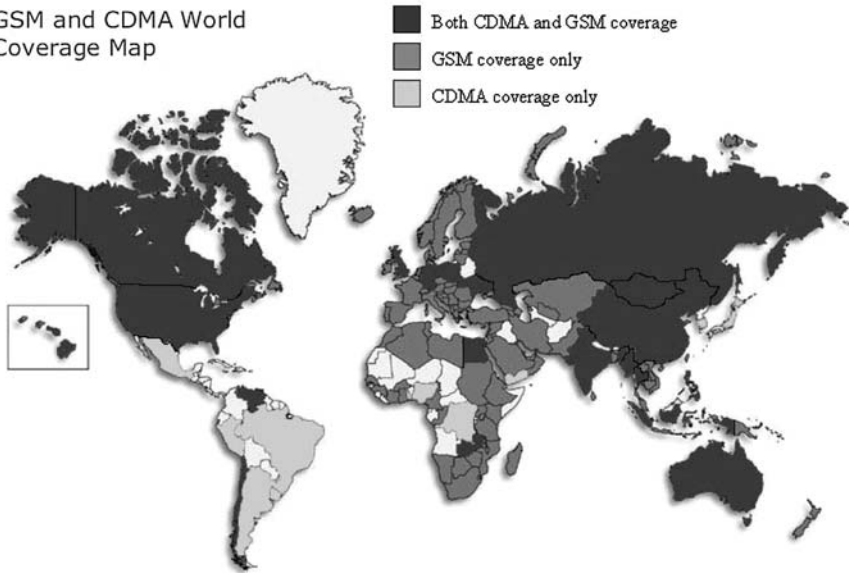 GSM and CDMA World
Coverage Map
Both CDMA and GSM coverage
GSM coverage only
CDMA coverage only